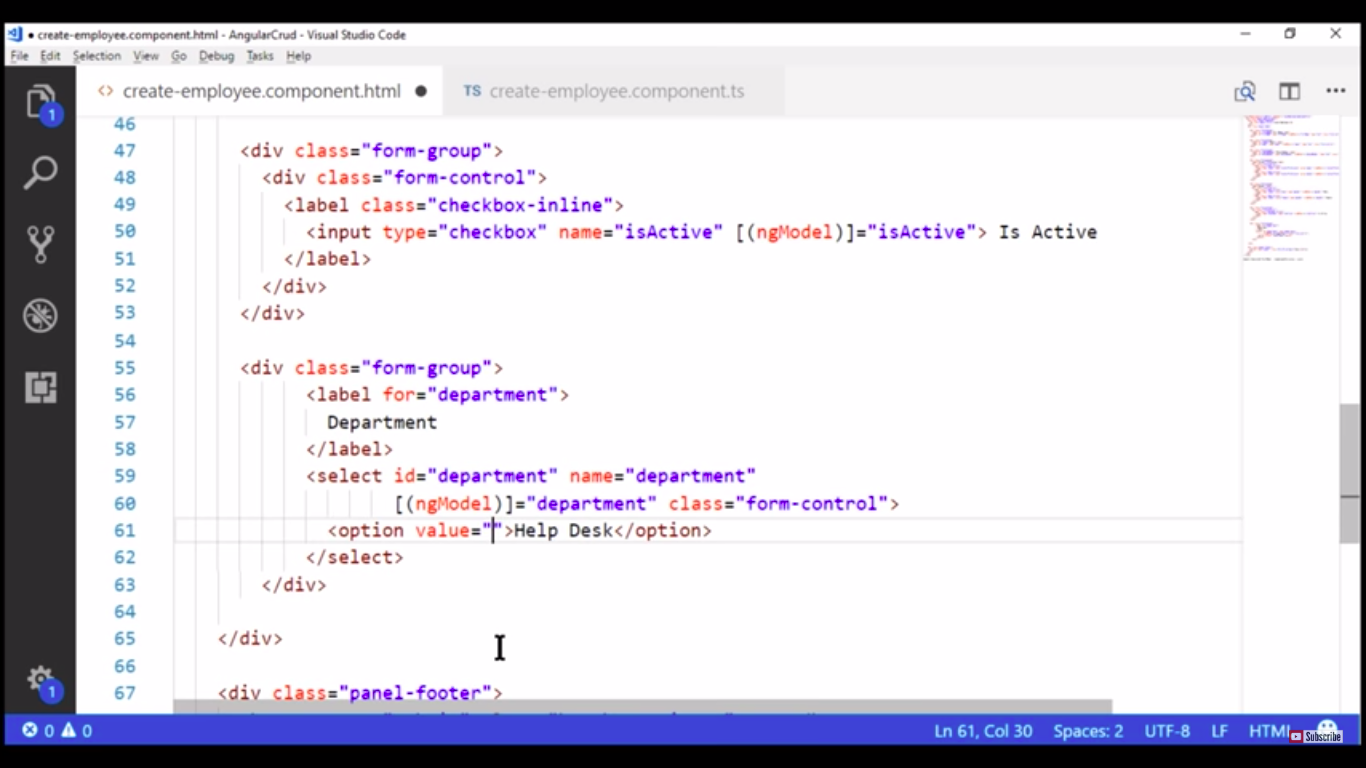 create-employee.component.html - AngularCrud - Visual Studio Code
File Edit Selection View Go Debug Tasks Help
1 <> create-employee.component.html TS create-employee.component.ts
46
47 <div class="form-group">
48 <div class="form-control">
49 <label class="checkbox-inline">
50 <input type="checkbox" name="isActive" [(ngModel)]="isActive"> Is Active
51 </label>
52 </div>
53 </div>
54
55 <div class="form-group">
56 <label for="department">
57 Department
58 </label>
59 <select id="department" name="department"
60 [(ngModel)]="department" class="form-control">
61 <option value="">Help Desk</option>
62 </select>
63 </div>
64
65 </div>
66
1
67 <div class="panel-footer">
0 0 Ln 61, Col 30 Spaces: 2 UTF-8 LF HTML
Subscribe